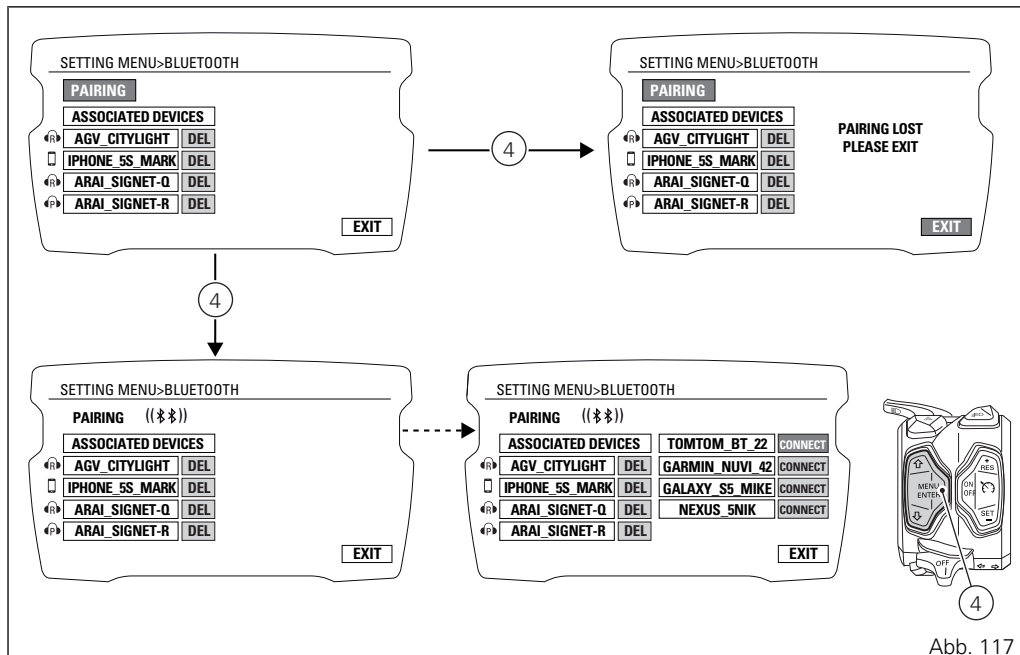 SETTING MENU>BLUETOOTH
PAIRING
ASSOCIATED DEVICES
R AGV_CITYLIGHT DEL
IPHONE_5S_MARK DEL
R ARAI_SIGNET-Q DEL
P ARAI_SIGNET-R DEL
EXIT
4
SETTING MENU>BLUETOOTH
PAIRING
ASSOCIATED DEVICES
R AGV_CITYLIGHT DEL
IPHONE_5S_MARK DEL
R ARAI_SIGNET-Q DEL
P ARAI_SIGNET-R DEL
PAIRING LOST
PLEASE EXIT
EXIT
4
SETTING MENU>BLUETOOTH
PAIRING
ASSOCIATED DEVICES
R AGV_CITYLIGHT DEL
IPHONE_5S_MARK DEL
R ARAI_SIGNET-Q DEL
P ARAI_SIGNET-R DEL
EXIT
SETTING MENU>BLUETOOTH
PAIRING
ASSOCIATED DEVICES TOMTOM_BT_22 CONNECT
R AGV_CITYLIGHT DEL GARMIN_NUVI_42 CONNECT
IPHONE_5S_MARK DEL GALAXY_S5_MIKE CONNECT
R ARAI_SIGNET-Q DEL NEXUS_5NIK CONNECT
P ARAI_SIGNET-R DEL
EXIT
MENU
ENTER
+
RES
ON
OFF
SET
-
OFF
4
Abb. 117